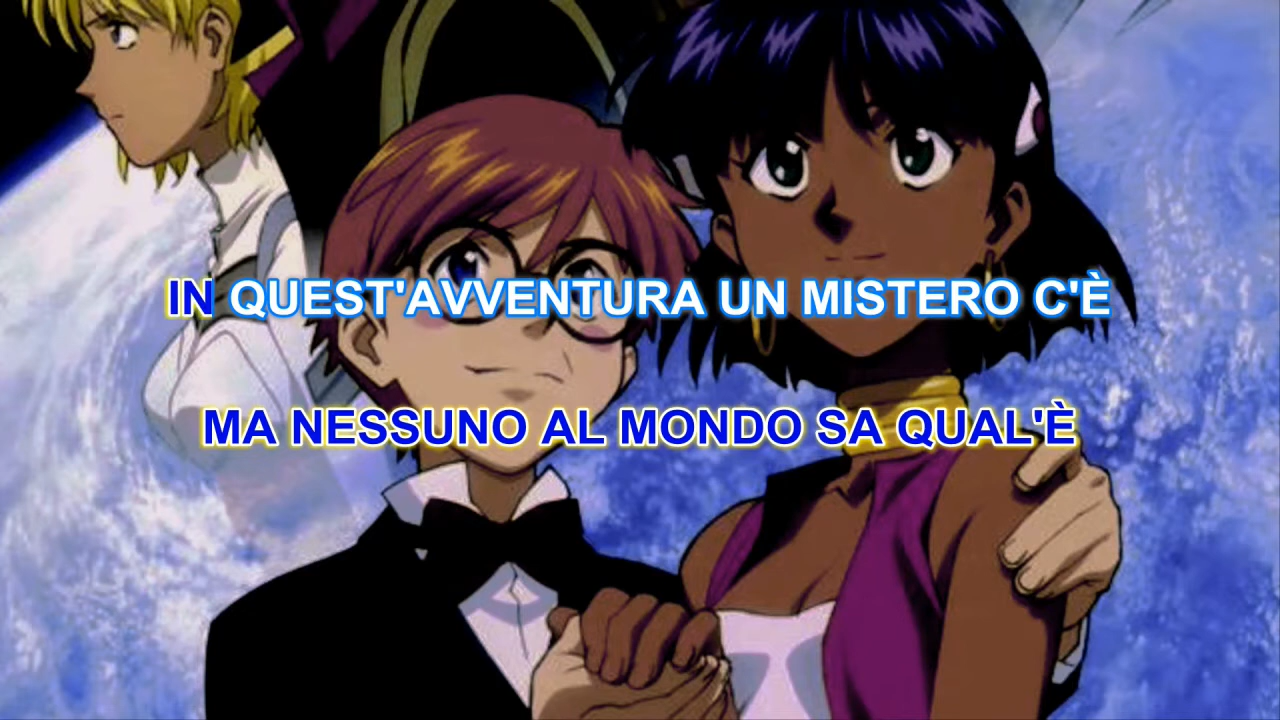 IN QUEST'AVVENTURA UN MISTERO C'È
MA NESSUNO AL MONDO SA QUAL'È